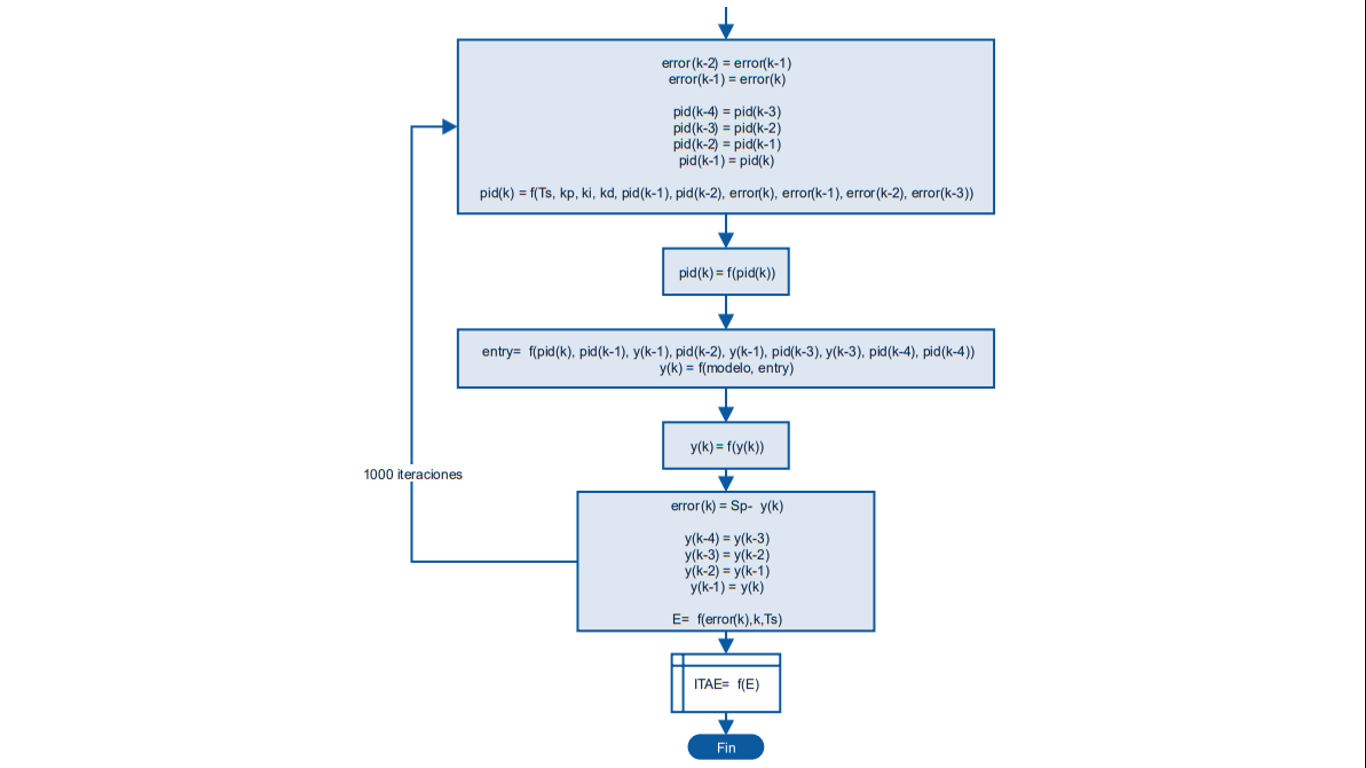 error(k-2) = error(k-1)
error(k-1) = error(k)
pid(k-4) = pid(k-3)
pid(k-3) = pid(k-2)
pid(k-2) = pid(k-1)
pid(k-1) = pid(k)
pid(k) = f(Ts, kp, ki, kd, pid(k-1), pid(k-2), error(k), error(k-1), error(k-2), error(k-3))
pid(k) = f(pid(k))
entry= f(pid(k), pid(k-1), y(k-1), pid(k-2), y(k-1), pid(k-3), y(k-3), pid(k-4), pid(k-4))
y(k) = f(modelo, entry)
y(k) = f(y(k))
1000 iteraciones
error(k) = Sp- y(k)
y(k-4) = y(k-3)
y(k-3) = y(k-2)
y(k-2) = y(k-1)
y(k-1) = y(k)
E= f(error(k),k,Ts)
ITAE= f(E)
Fin